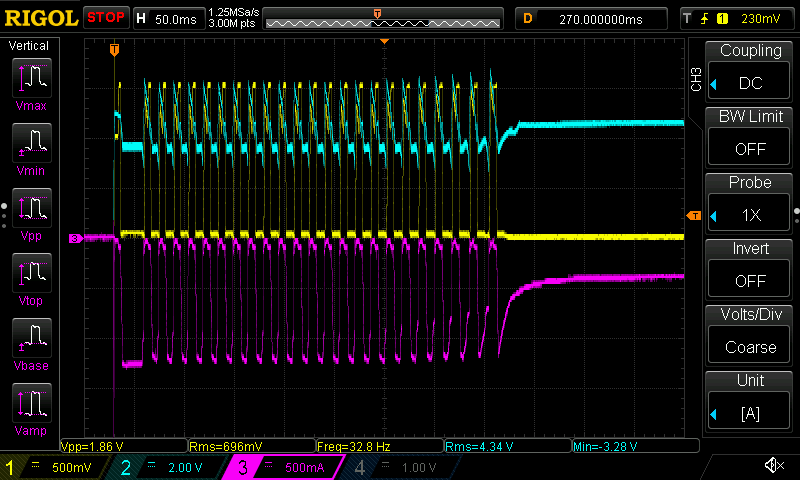 RIGOL STOP H 50.0ms 1.25MSa/s 3.00M pts T D 270.000000ms T 1 230mV
Vertical
Vmax
Vmin
Vpp
Vtop
Vbase
Vamp
T
3
T
CH3
Coupling
DC
BW Limit
OFF
Probe
1X
Invert
OFF
Volts/Div
Coarse
Unit
[A]
Vpp=1.86 V Rms=696mV Freq=32.8 Hz Rms=4.34 V Min=-3.28 V
1 500mV 2 2.00 V 3 500mA 4 1.00 V